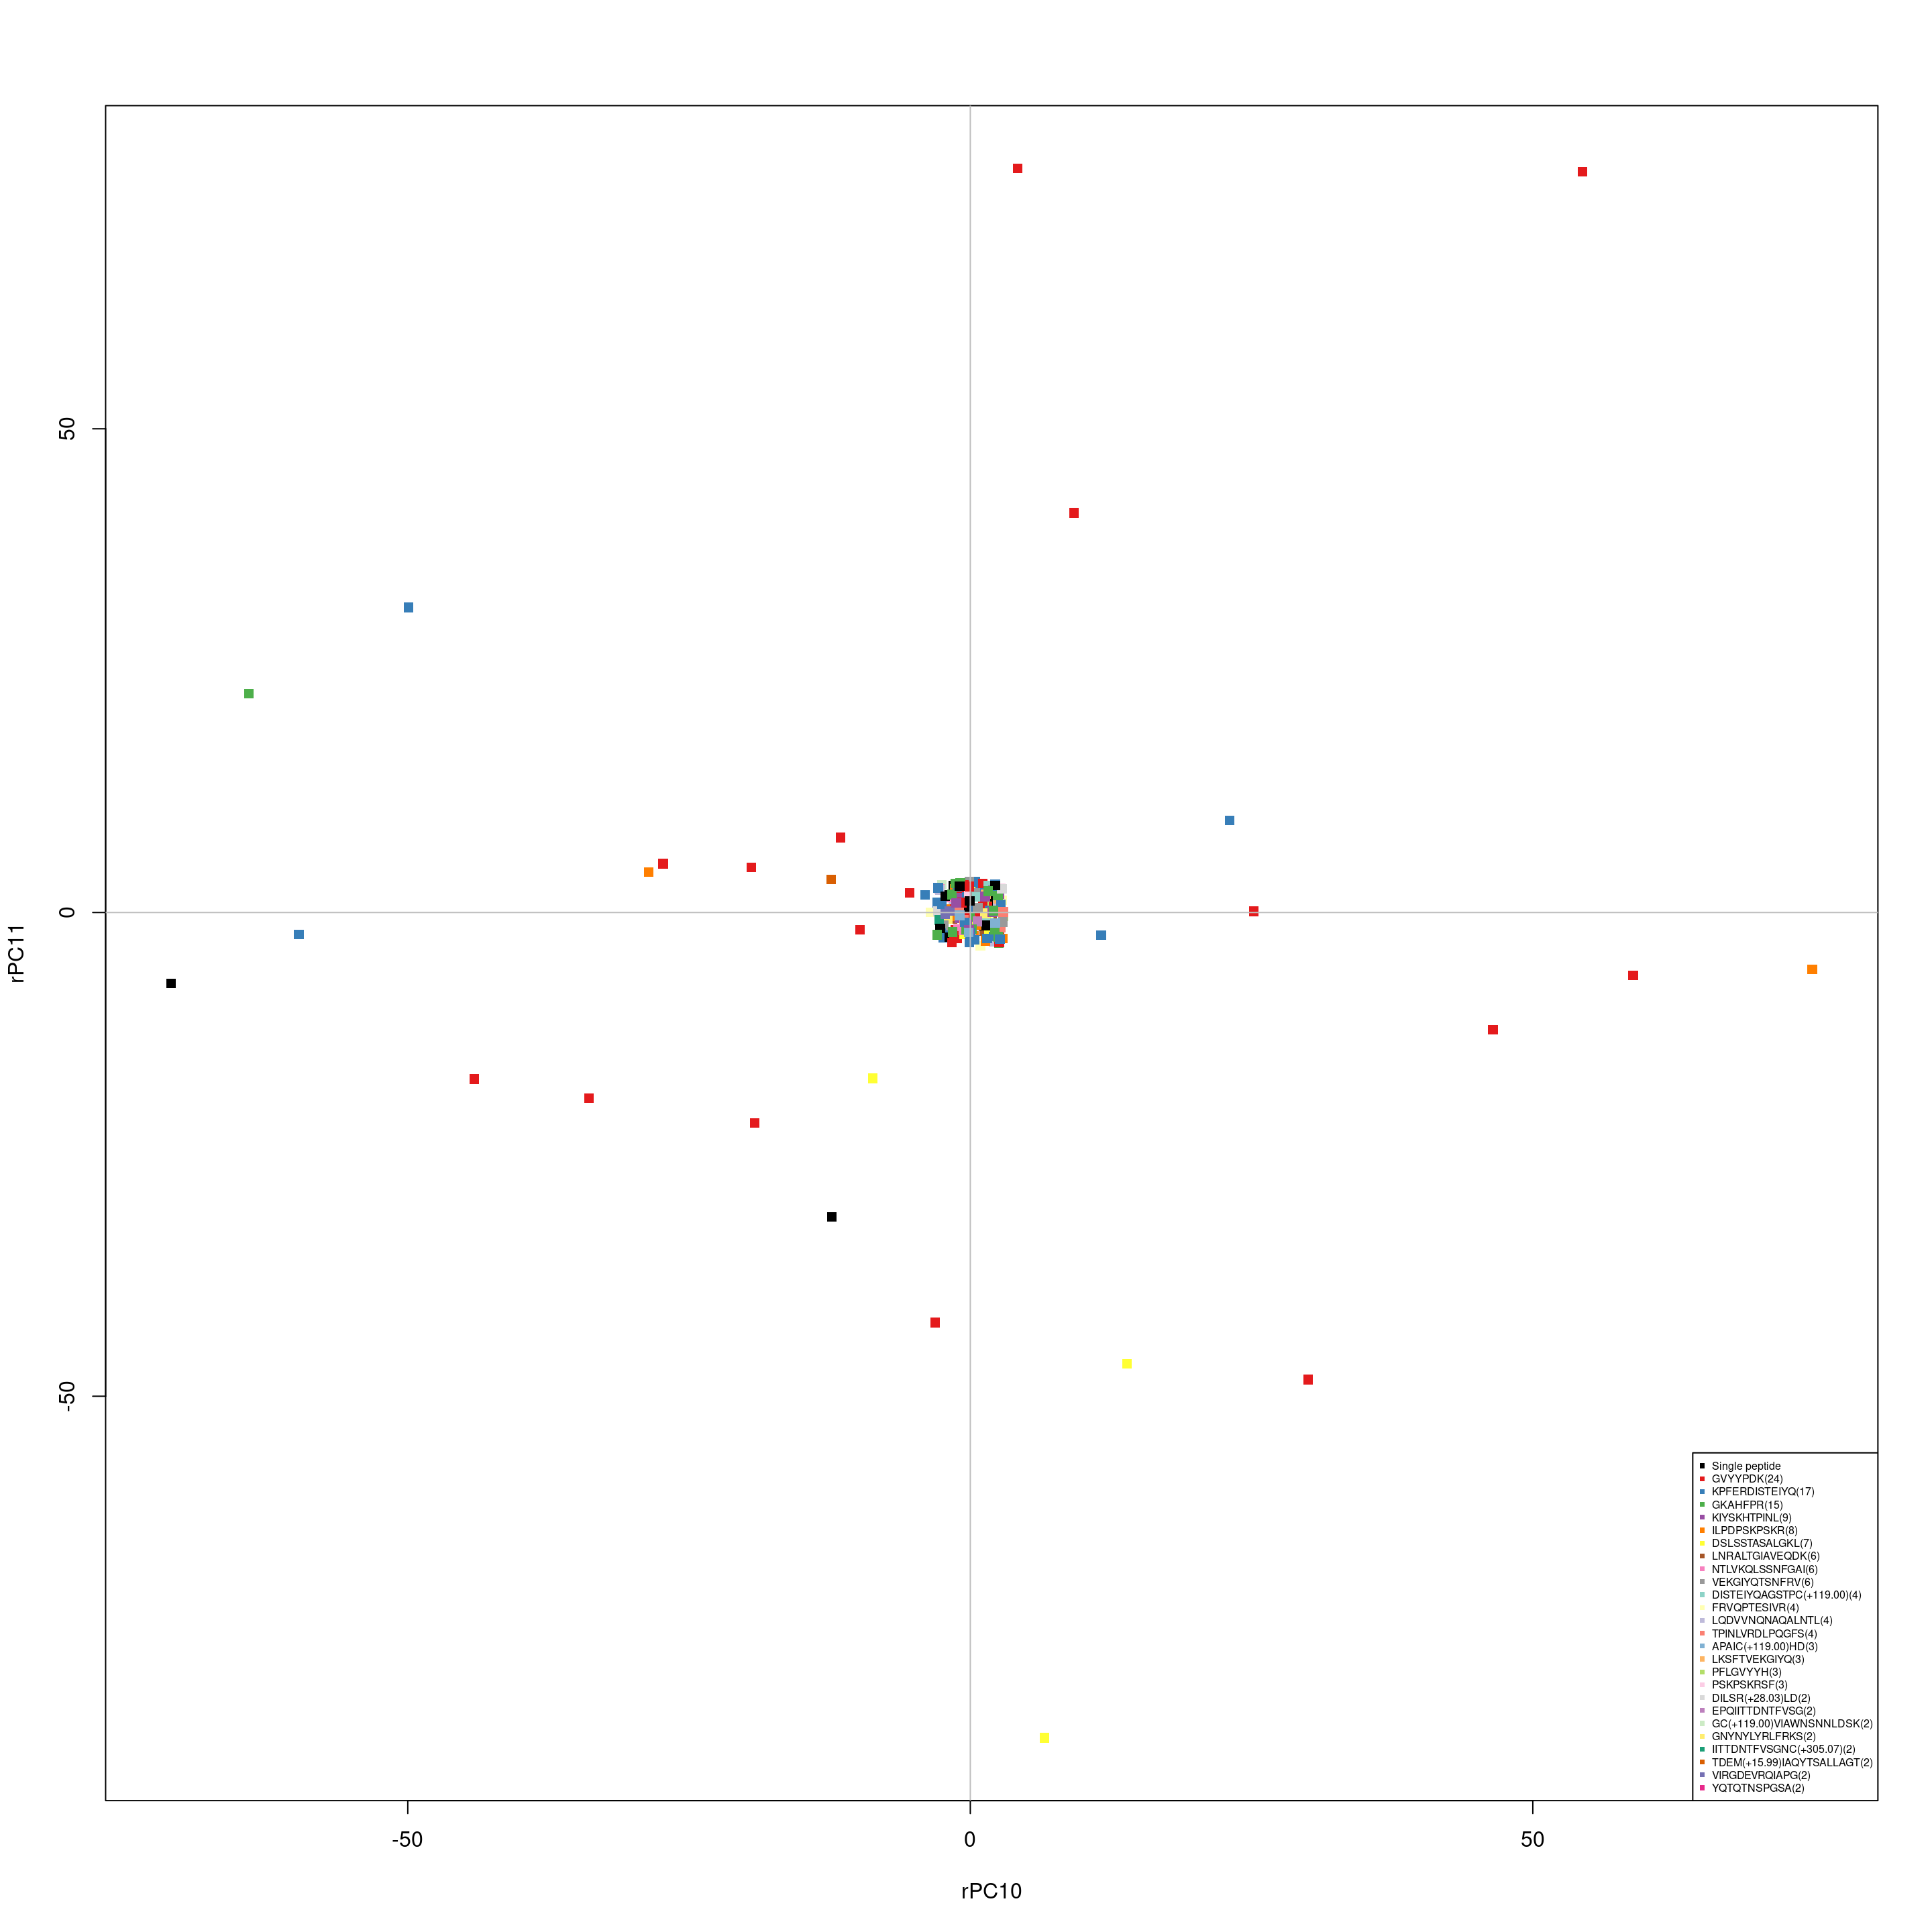 50
0
-50
rPC11
-50
0
50
rPC10
Single peptide
GVYYPDK(24)
KPFERDISTEIYQ(17)
GKAHFPR(15)
KIYSKHTPINL(9)
ILPDPSKPSKR(8)
DSLSSTASALGKL(7)
LNRALTGIAVEQDK(6)
NTLVKQLSSNFGAI(6)
VEKGIYQTSNFRV(6)
DISTEIYQAGSTPC(+119.00)(4)
FRVQPTESIVR(4)
LQDVVNQNAQALNTL(4)
TPINLVRDLPQGFS(4)
APAIC(+119.00)HD(3)
LKSFTVEKGIYQ(3)
PFLGVYYH(3)
PSKPSKRSF(3)
DILSR(+28.03)LD(2)
EPQIITTDNTFVSG(2)
GC(+119.00)VIAWNSNNLDSK(2)
GNYNYLYRLFRKS(2)
IITTDNTFVSGNC(+305.07)(2)
TDEM(+15.99)IAQYTSALLAGT(2)
VIRGDEVRQIAPG(2)
YQTQTNSPGSA(2)